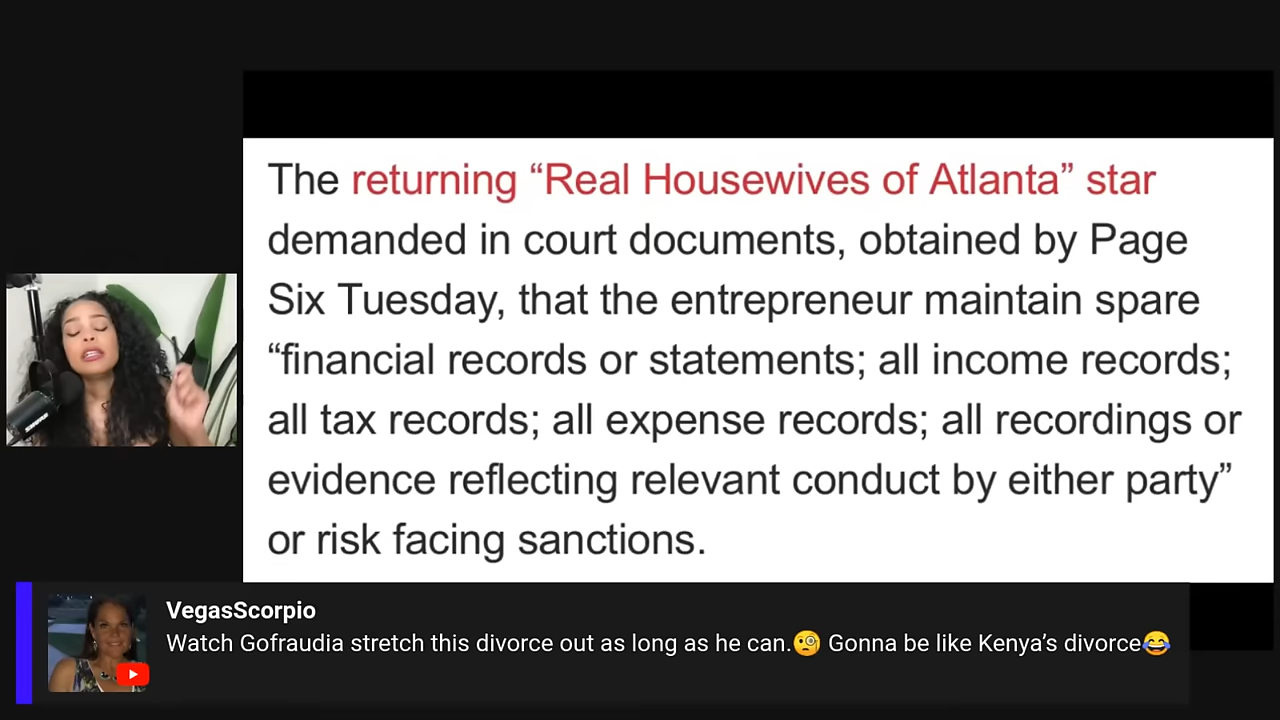 The returning “Real Housewives of Atlanta” star
demanded in court documents, obtained by Page
Six Tuesday, that the entrepreneur maintain spare
“financial records or statements; all income records;
all tax records; all expense records; all recordings or
evidence reflecting relevant conduct by either party”
or risk facing sanctions.
VegasScorpio
Watch Gofraudia stretch this divorce out as long as he can.🧐 Gonna be like Kenya’s divorce😂